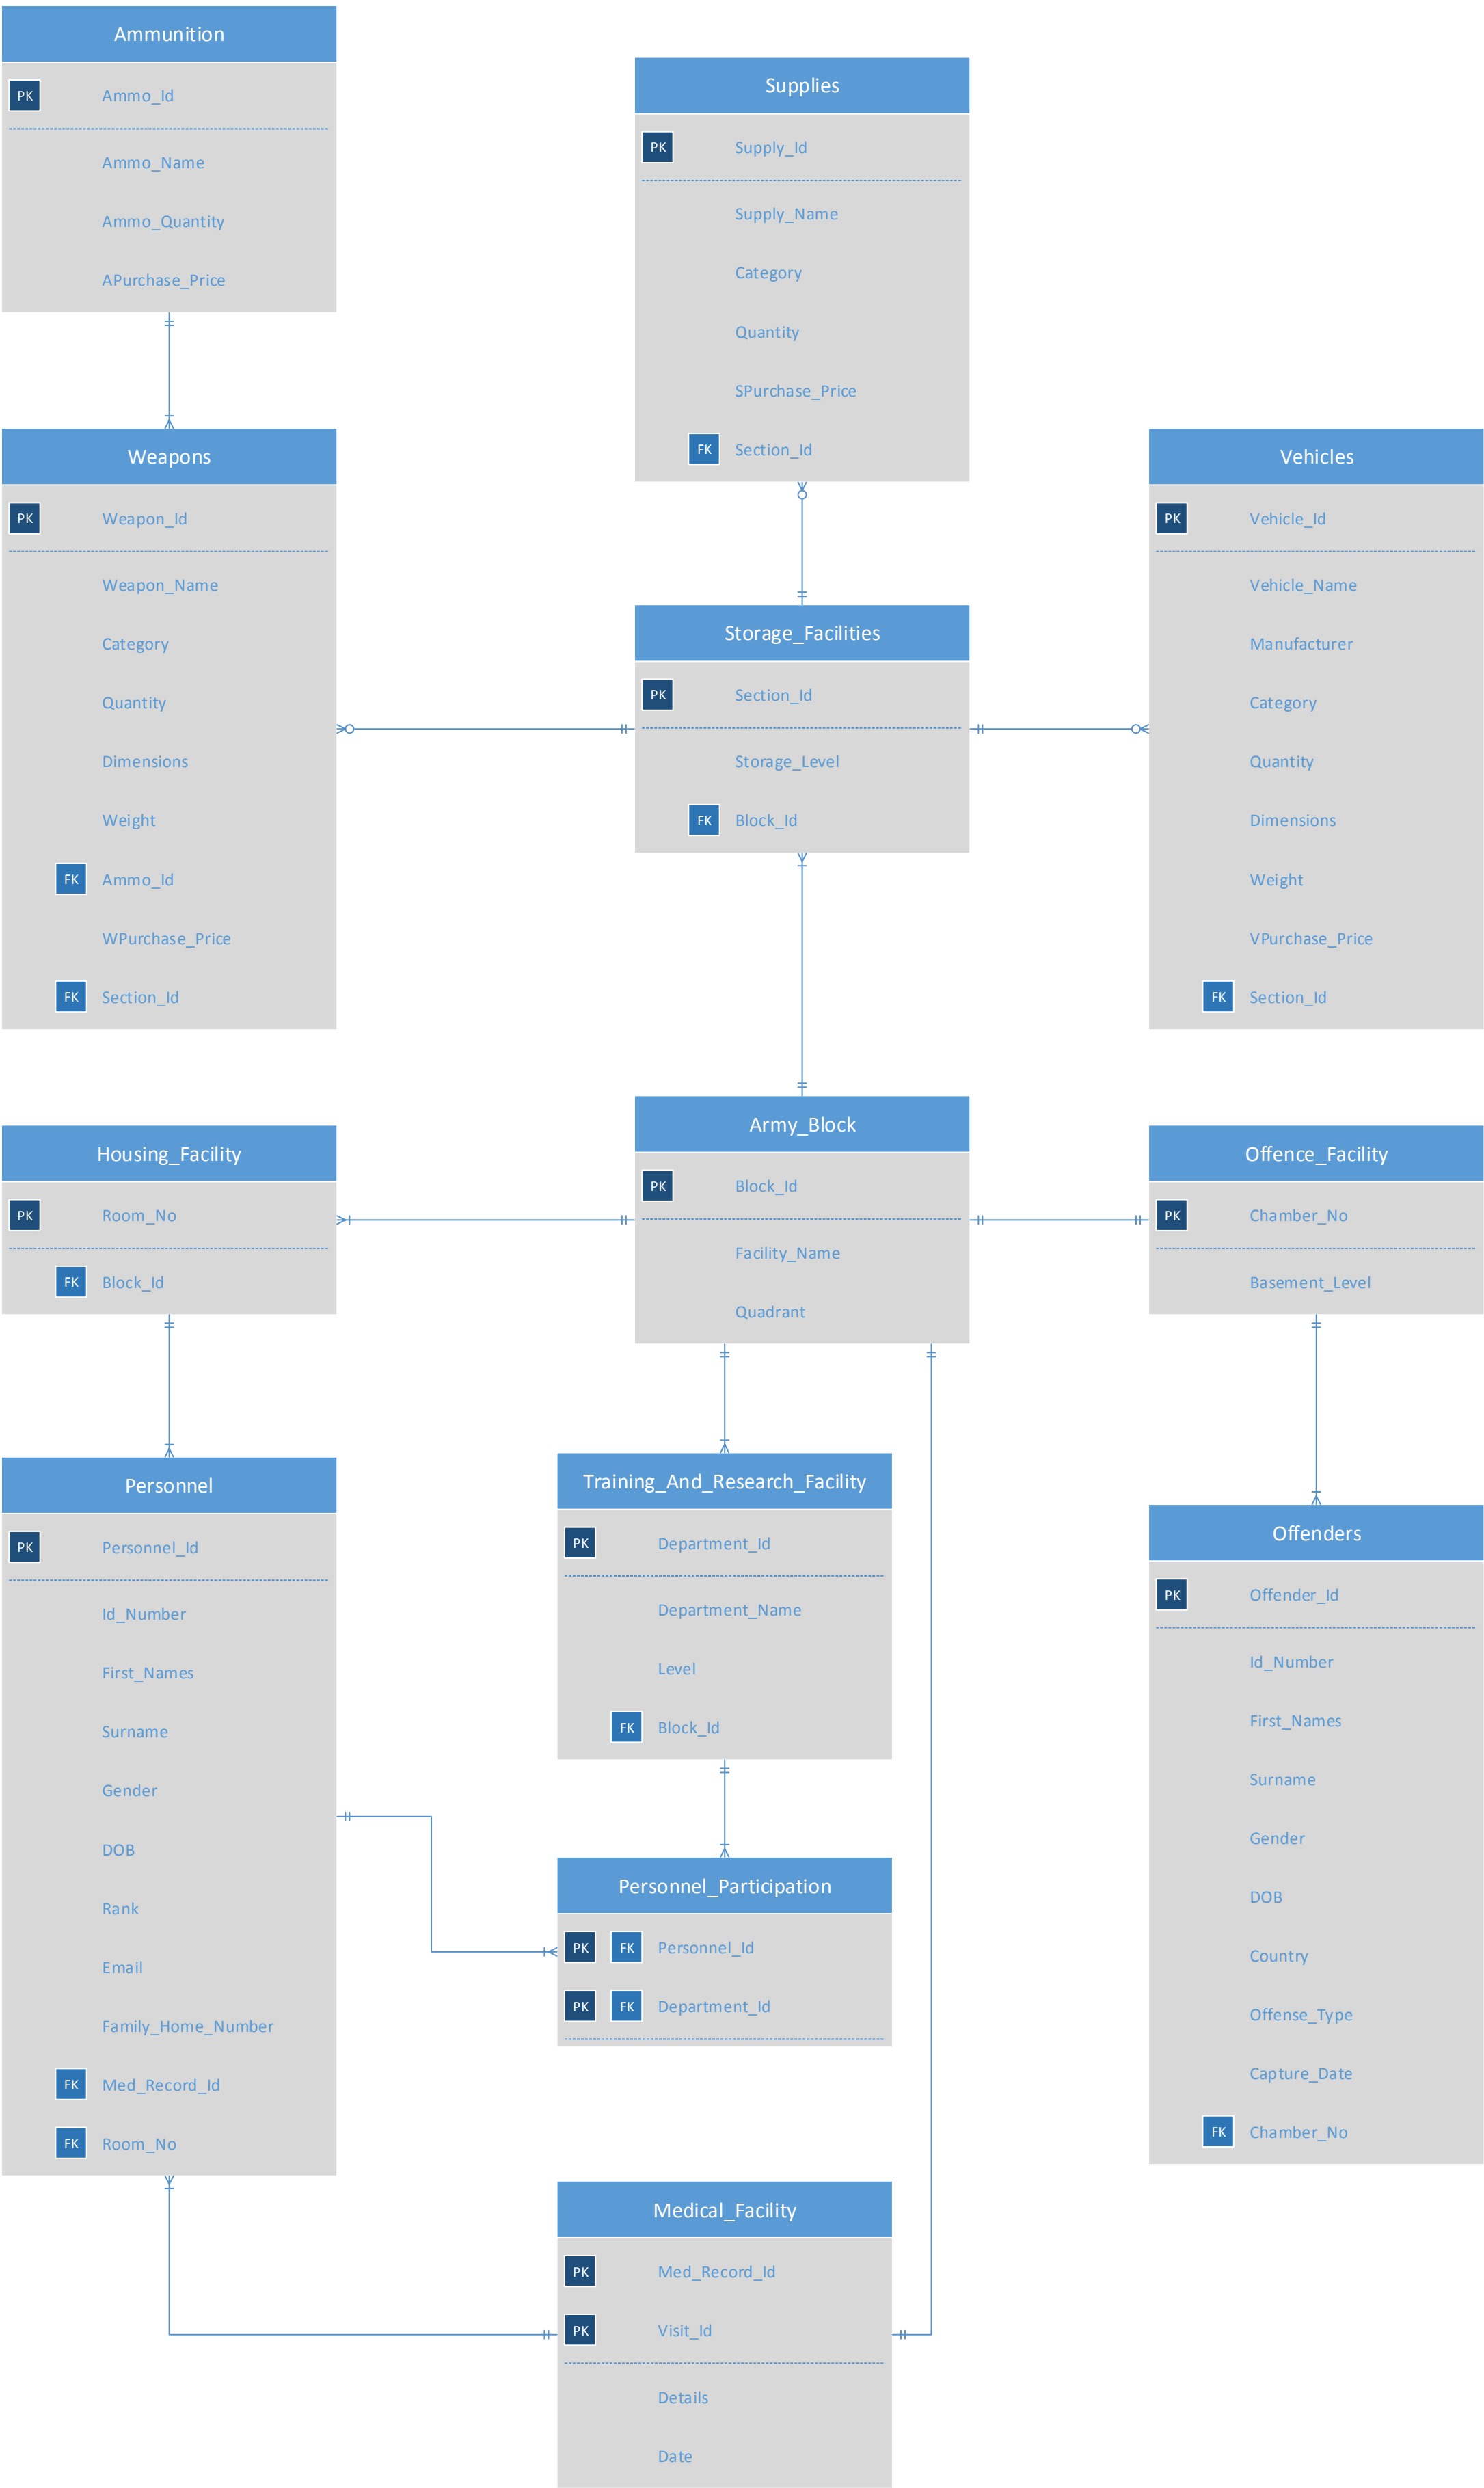 Ammunition
PK Ammo_Id
Ammo_Name
Ammo_Quantity
APurchase_Price
Supplies
PK Supply_Id
Supply_Name
Category
Quantity
SPurchase_Price
FK Section_Id
Weapons
PK Weapon_Id
Weapon_Name
Category
Quantity
Dimensions
Weight
FK Ammo_Id
WPurchase_Price
FK Section_Id
Storage_Facilities
PK Section_Id
Storage_Level
FK Block_Id
Vehicles
PK Vehicle_Id
Vehicle_Name
Manufacturer
Category
Quantity
Dimensions
Weight
VPurchase_Price
FK Section_Id
Housing_Facility
PK Room_No
FK Block_Id
Army_Block
PK Block_Id
Facility_Name
Quadrant
Offence_Facility
PK Chamber_No
Basement_Level
Personnel
PK Personnel_Id
Id_Number
First_Names
Surname
Gender
DOB
Rank
Email
Family_Home_Number
FK Med_Record_Id
FK Room_No
Training_And_Research_Facility
PK Department_Id
Department_Name
Level
FK Block_Id
Personnel_Participation
PK FK Personnel_Id
PK FK Department_Id
Offenders
PK Offender_Id
Id_Number
First_Names
Surname
Gender
DOB
Country
Offense_Type
Capture_Date
FK Chamber_No
Medical_Facility
PK Med_Record_Id
PK Visit_Id
Details
Date